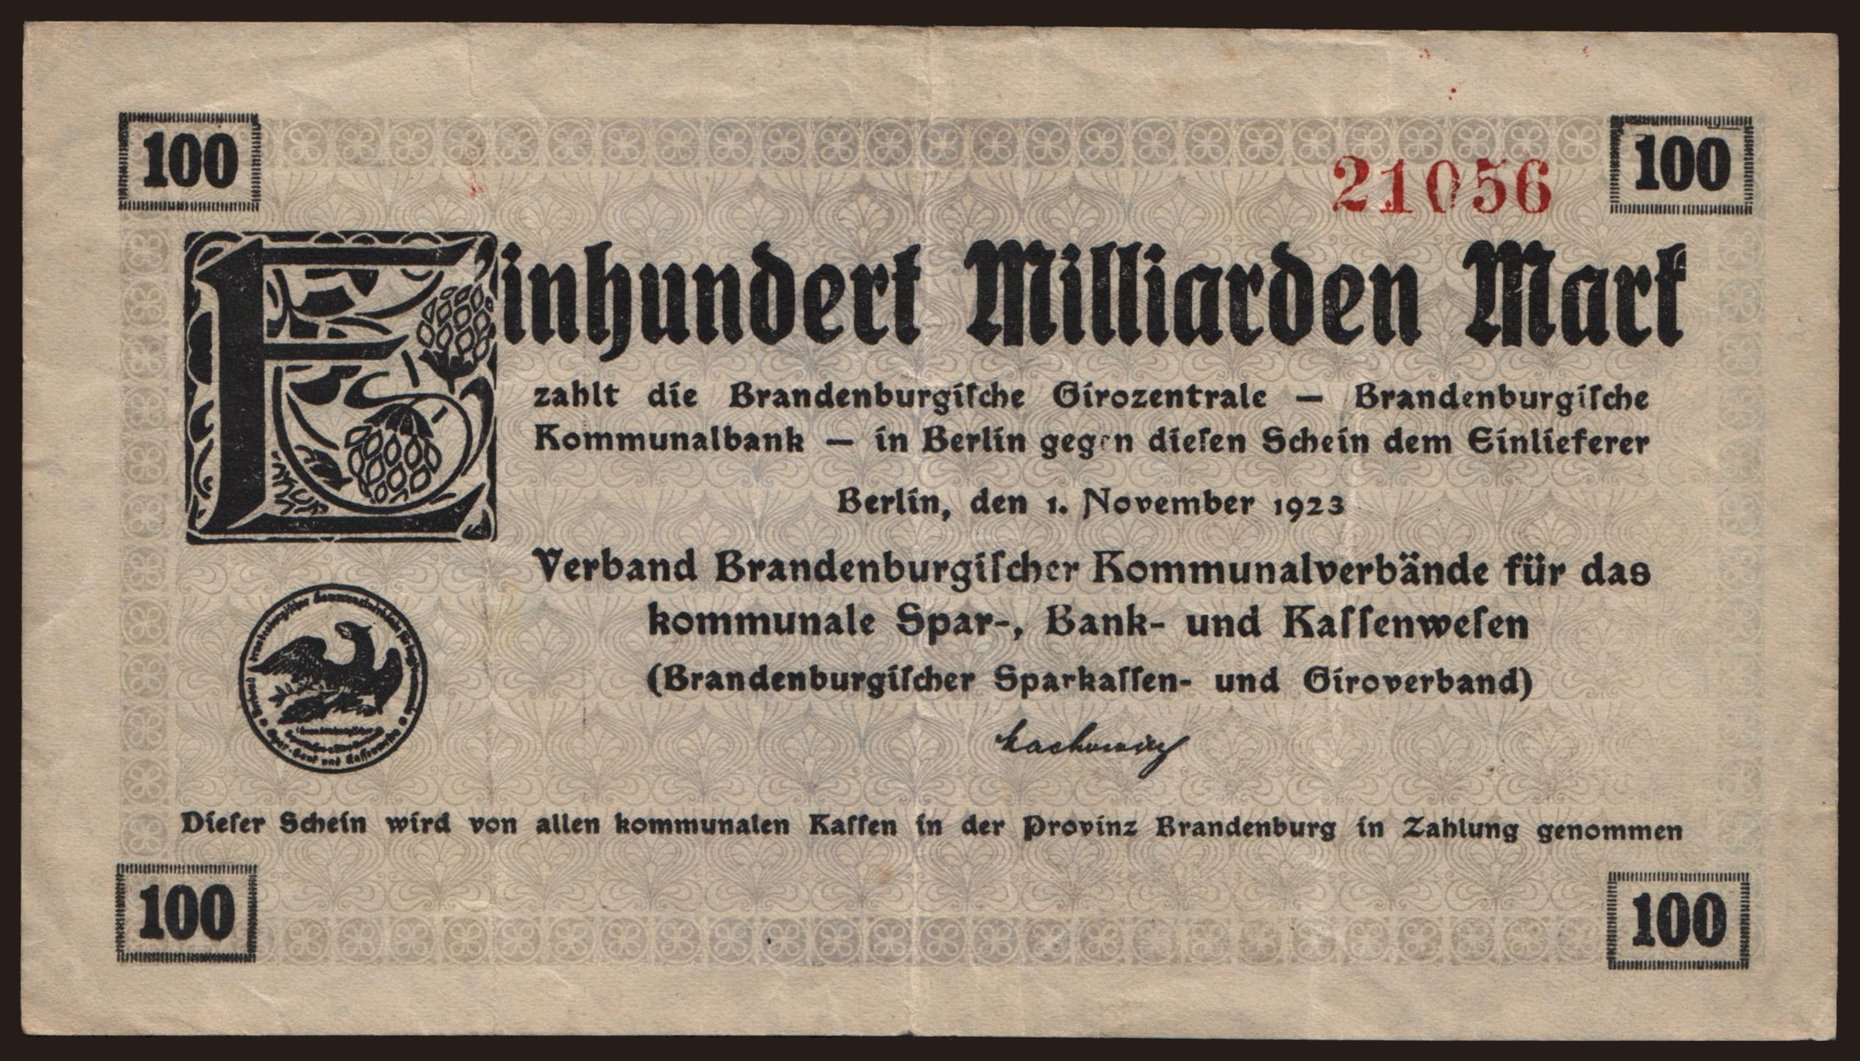 100
100
21056
Einhundert Milliarden Mark
zahlt die Brandenburgiſche Girozentrale — Brandenburgiſche
Kommunalbank — in Berlin gegen dieſen Schein dem Einlieferer
Berlin, den 1. November 1923
Verband Brandenburgiſcher Kommunalverbände für das
kommunale Spar-, Bank- und Kaſſenweſen
(Brandenburgiſcher Sparkaſſen- und Giroverband)
Dieſer Schein wird von allen kommunalen Kaſſen in der Provinz Brandenburg in Zahlung genommen
100
100